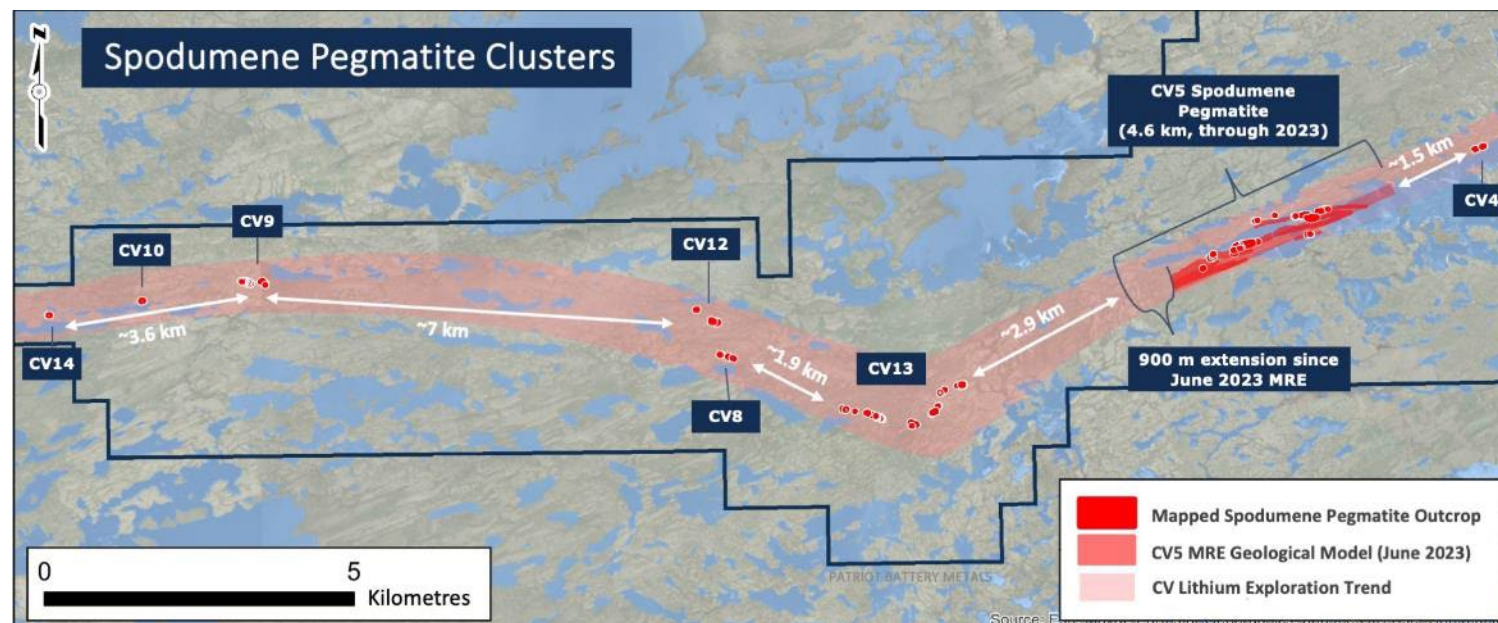 N
Spodumene Pegmatite Clusters
CV5 Spodumene
Pegmatite
(4.6 km, through 2023)
~1.5 km
CV4
CV9
CV10
CV12
~3.6 km
~7 km
CV14
~2.9 km
~1.9 km
CV13
CV8
900 m extension since
June 2023 MRE
Mapped Spodumene Pegmatite Outcrop
CV5 MRE Geological Model (June 2023)
CV Lithium Exploration Trend
0 5
Kilometres
PATRIOT BATTERY METALS
Source: